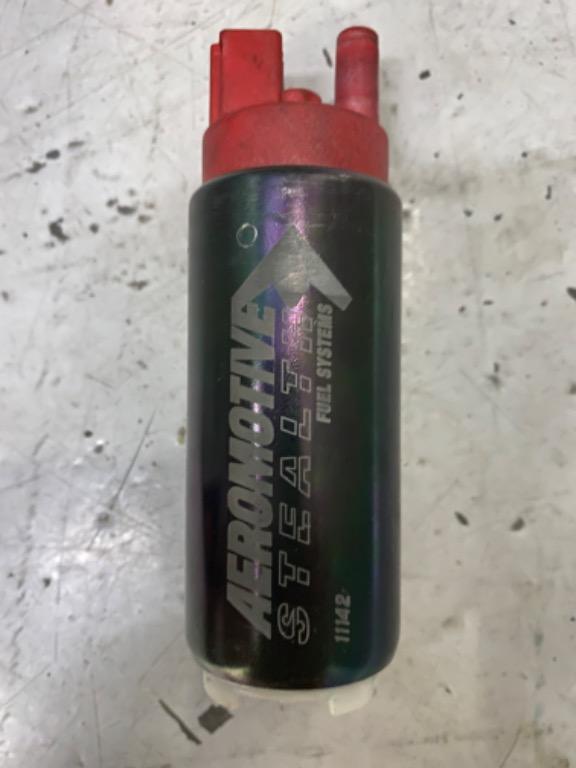 AEROMOTIVE
STEALTH
FUEL SYSTEMS
11142